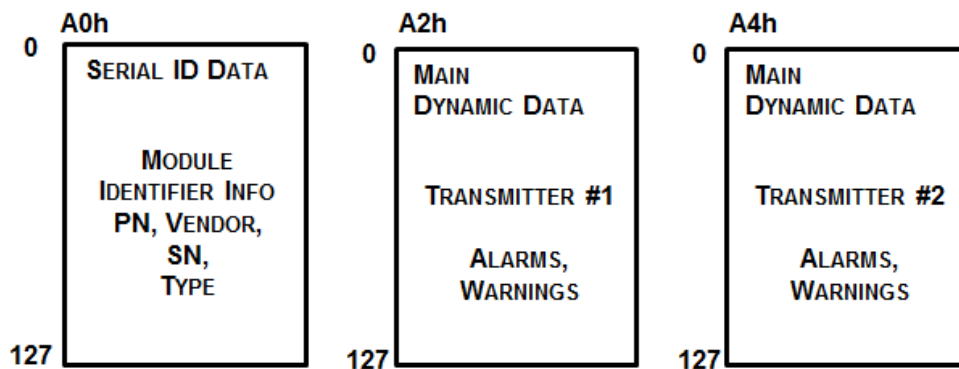 A0h
0
SERIAL ID DATA
MODULE
IDENTIFIER INFO
PN, VENDOR,
SN,
TYPE
127
A2h
0
MAIN
DYNAMIC DATA
TRANSMITTER #1
ALARMS,
WARNINGS
127
A4h
0
MAIN
DYNAMIC DATA
TRANSMITTER #2
ALARMS,
WARNINGS
127